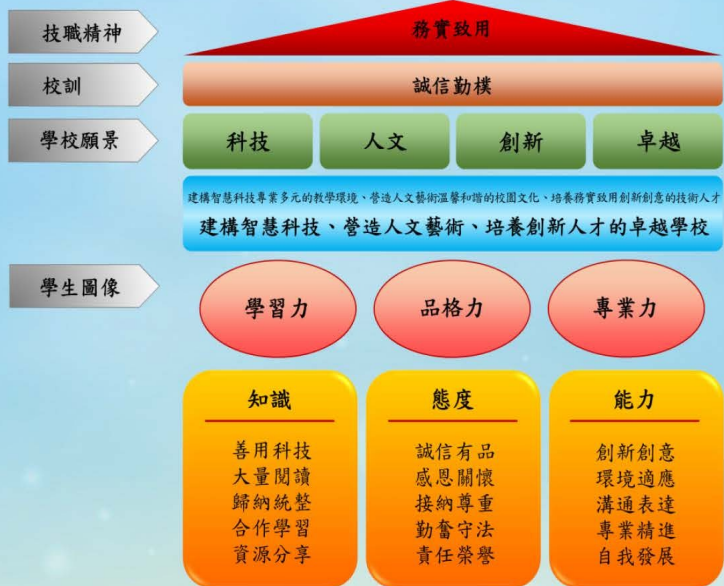 技職精神
務實致用
校訓
誠信勤樸
學校願景
科技
人文
創新
卓越
建構智慧科技專業多元的教學環境、營造人文藝術溫馨和諧的校園文化、培養務實致用創新創意的技術人才
建構智慧科技、營造人文藝術、培養創新人才的卓越學校
學生圖像
學習力
品格力
專業力
知識
善用科技
大量閱讀
歸納統整
合作學習
資源分享
態度
誠信有品
感恩關懷
接納尊重
勤奮守法
責任榮譽
能力
創新創意
環境適應
溝通表達
專業精進
自我發展